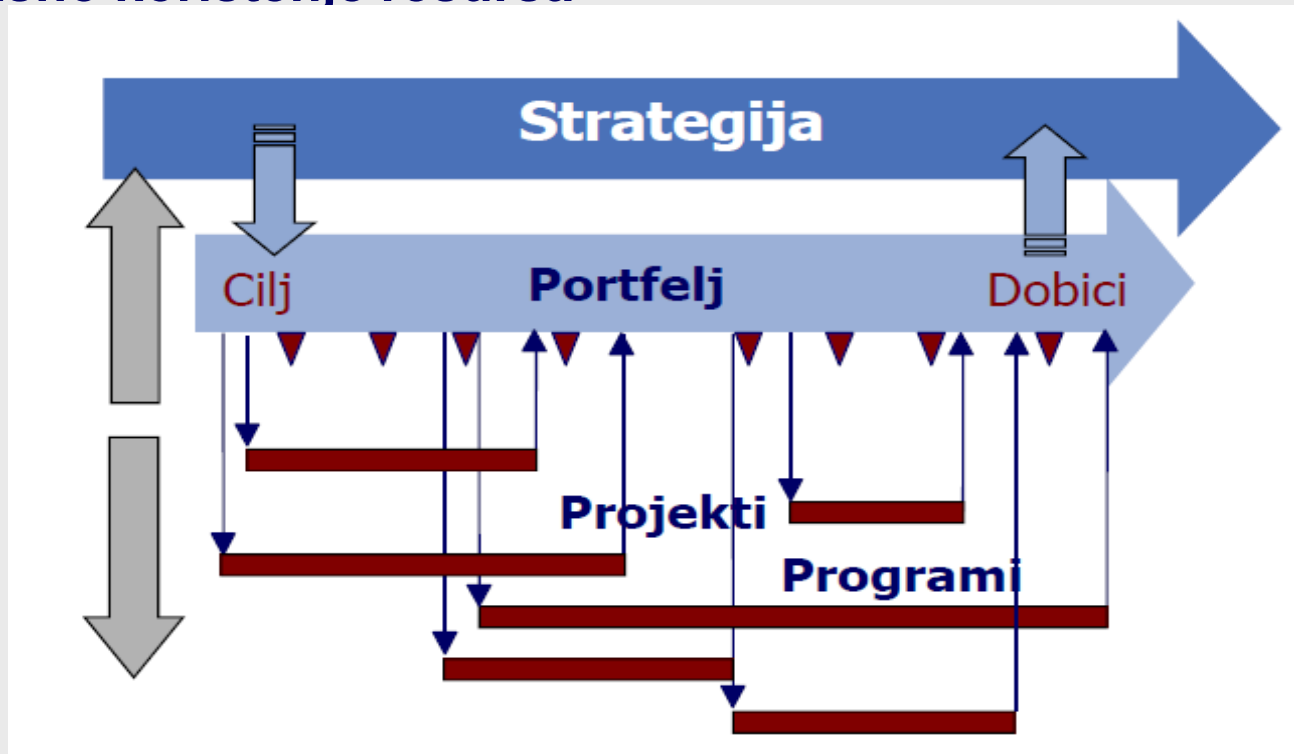 Strategija
Cilj
Portfelj
Dobici
Projekti
Programi